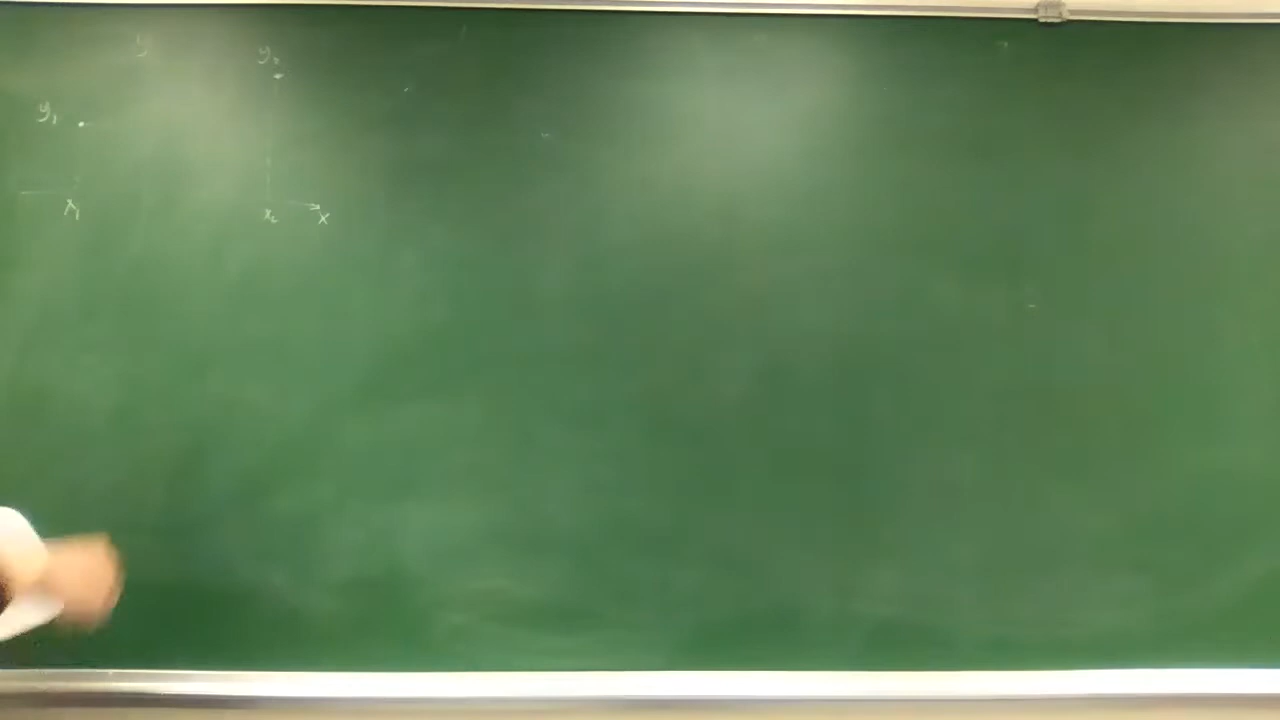 y y₂
y₁
x₁ x₂ x